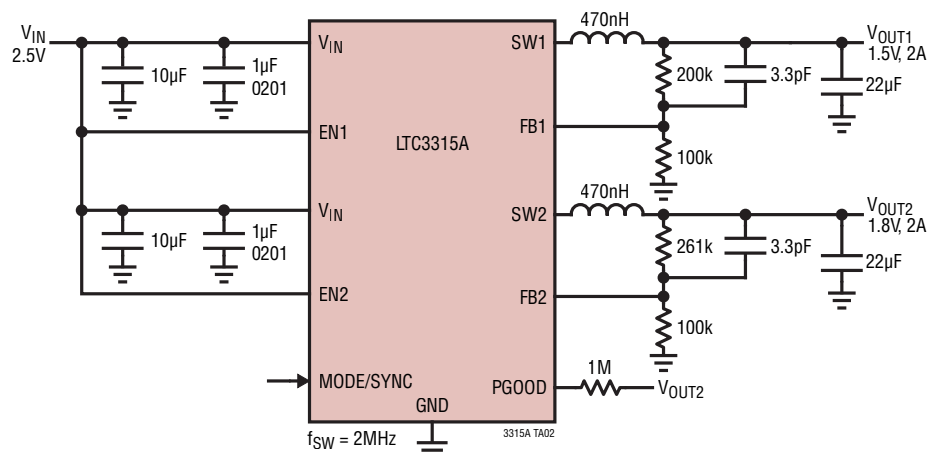 470nH
VIN
2.5V
VIN
SW1
VOUT1
1.5V, 2A
10µF
1µF
0201
200k
3.3pF
22µF
EN1
LTC3315A
FB1
100k
470nH
VIN
SW2
VOUT2
1.8V, 2A
10µF
1µF
0201
261k
3.3pF
22µF
EN2
FB2
100k
1M
MODE/SYNC
PGOOD
VOUT2
GND
fSW = 2MHz
3315A TA02